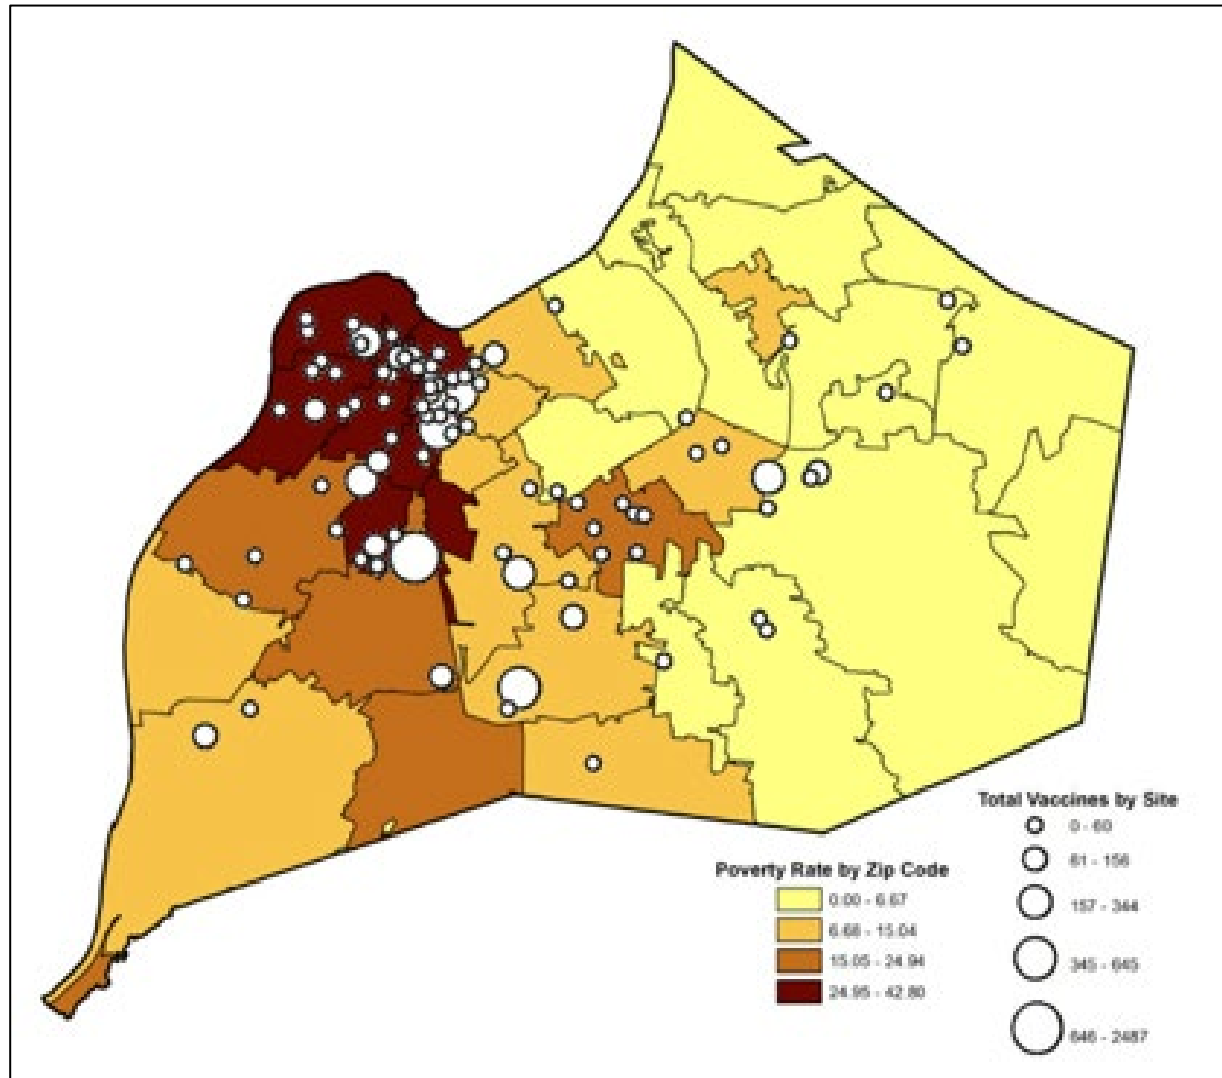 Total Vaccines by Site
0 - 60
61 - 156
157 - 344
345 - 645
646 - 2487
Poverty Rate by Zip Code
0.00 - 6.67
6.68 - 15.04
15.05 - 24.94
24.95 - 42.80